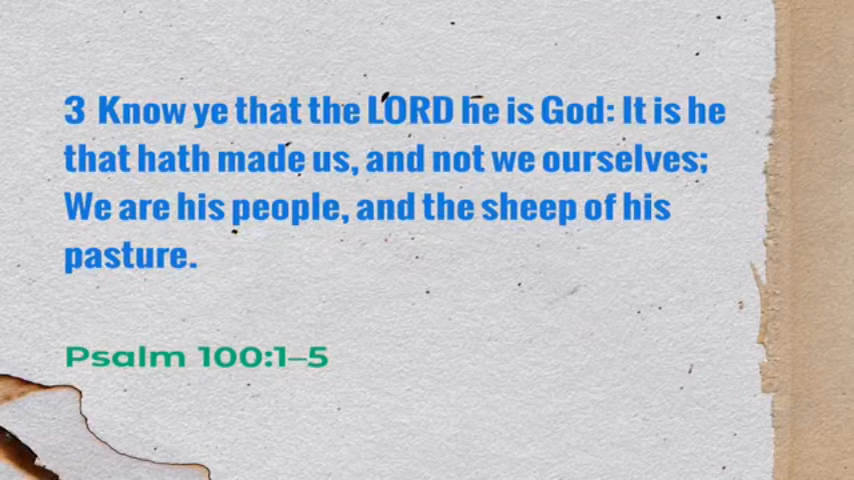 3 Know ye that the LORD he is God: It is he
that hath made us, and not we ourselves;
We are his people, and the sheep of his
pasture.
Psalm 100:1–5